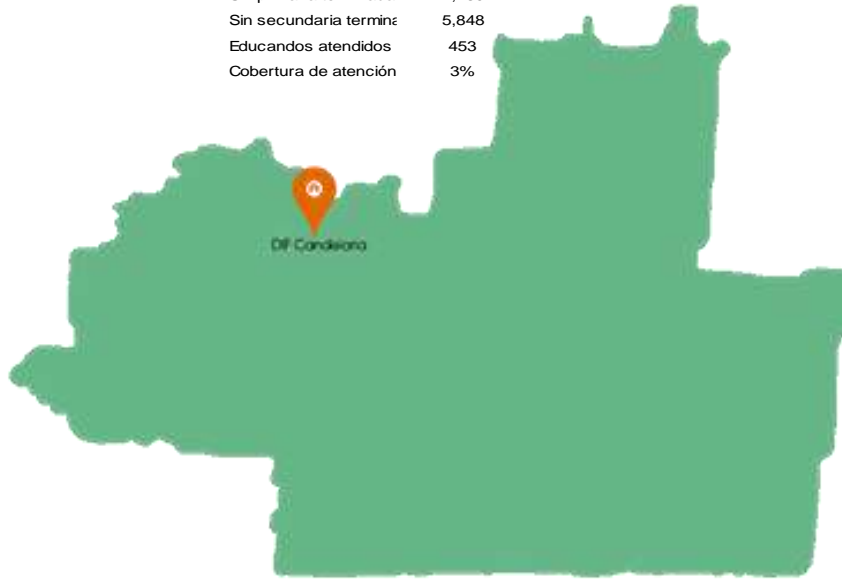 Sin secundaria termina 5,848
Educandos atendidos 453
Cobertura de atención 3%
DIF Candelaria